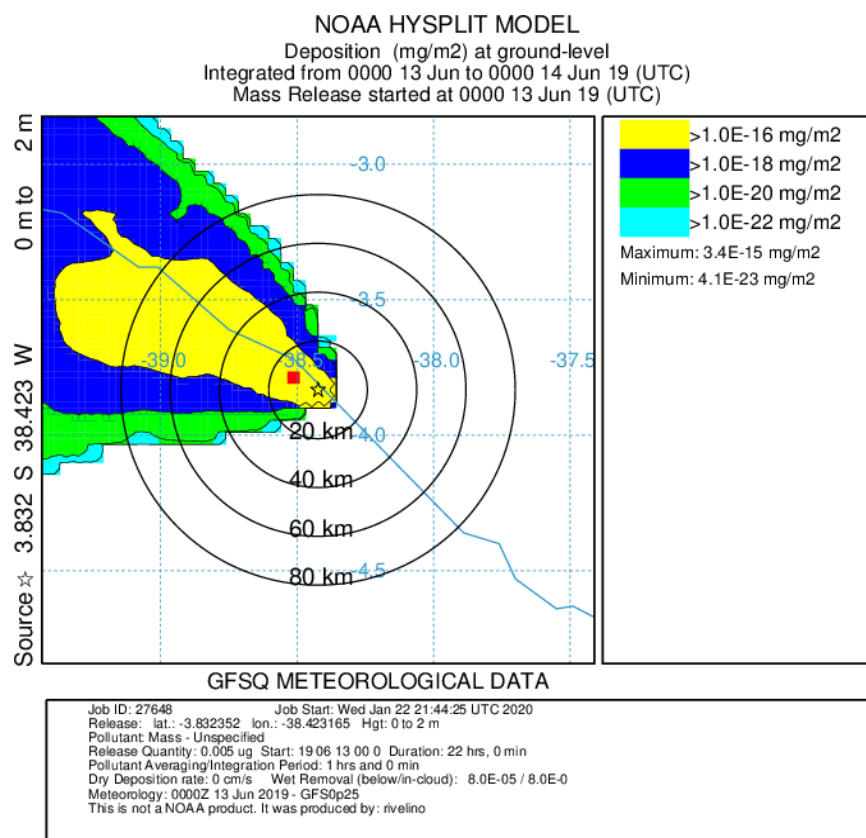 NOAA HYSPLIT MODEL
Deposition (mg/m2) at ground-level
Integrated from 0000 13 Jun to 0000 14 Jun 19 (UTC)
Mass Release started at 0000 13 Jun 19 (UTC)
Source ☆ 3.832 S 38.423 W 0 m to 2 m
-3.0
-3.5
-39.0
-38.5
-38.0
-37.5
-4.0
-4.5
20 km
40 km
60 km
80 km
>1.0E-16 mg/m2
>1.0E-18 mg/m2
>1.0E-20 mg/m2
>1.0E-22 mg/m2
Maximum: 3.4E-15 mg/m2
Minimum: 4.1E-23 mg/m2
GFSQ METEOROLOGICAL DATA
Job ID: 27648 Job Start: Wed Jan 22 21:44:25 UTC 2020
Release: lat.: -3.832352 lon.: -38.423165 Hgt: 0 to 2 m
Pollutant: Mass - Unspecified
Release Quantity: 0.005 ug Start: 19 06 13 00 0 Duration: 22 hrs, 0 min
Pollutant Averaging/Integration Period: 1 hrs and 0 min
Dry Deposition rate: 0 cm/s Wet Removal (below/in-cloud): 8.0E-05 / 8.0E-0
Meteorology: 0000Z 13 Jun 2019 - GFS0p25
This is not a NOAA product. It was produced by: rivelino